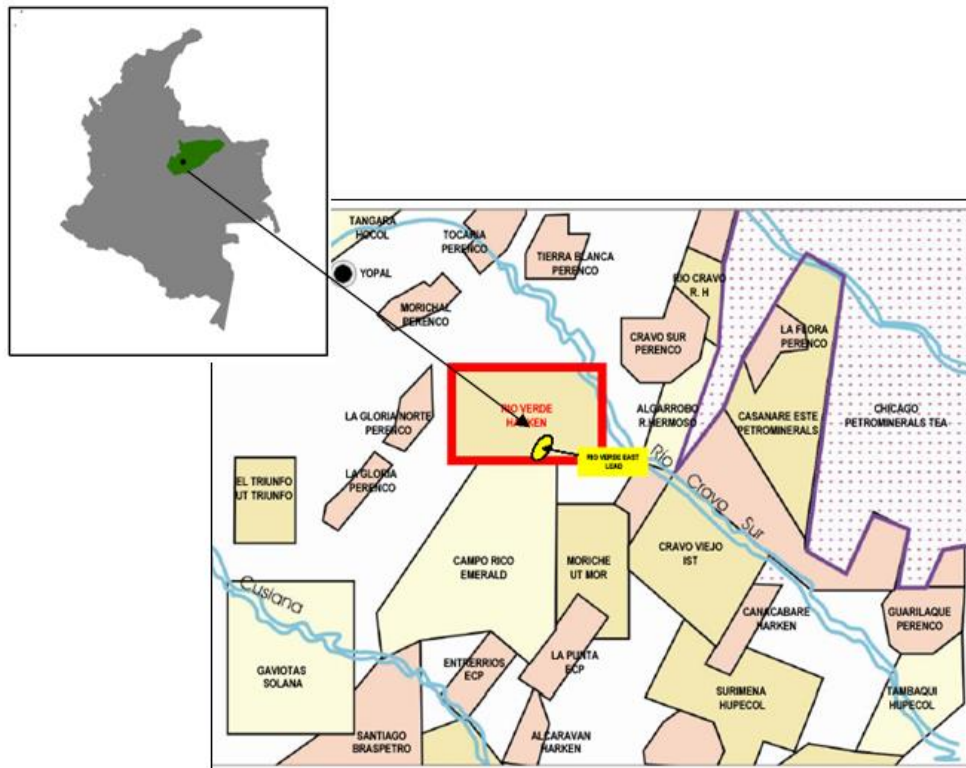 TANGARA
HOCOL
TOCARIA
PERENCO
TIERRA BLANCA
PERENCO
YOPAL
RIO CRAVO
R. H
MORICHAL
PERENCO
CRAVO SUR
PERENCO
LA FLORA
PERENCO
LA GLORIA NORTE
PERENCO
RIO VERDE
HARKEN
ALGARROBO
R.HERMOSO
CASANARE ESTE
PETROMINERALS
CHICAGO
PETROMINERALS TEA
RIO VERDE EAST
LEAD
LA GLORIA
PERENCO
EL TRIUNFO
UT TRIUNFO
Río Cravo Sur
CAMPO RICO
EMERALD
MORICHE
UT MOR
CRAVO VIEJO
IST
Cusiana
CANACABARE
HARKEN
GUARILAQUE
PERENCO
GAVIOTAS
SOLANA
ENTRERRIOS
ECP
LA PUNTA
ECP
SURIMENA
HUPECOL
TAMBAQUI
HUPECOL
SANTIAGO
BRASPETRO
ALCARAVAN
HARKEN